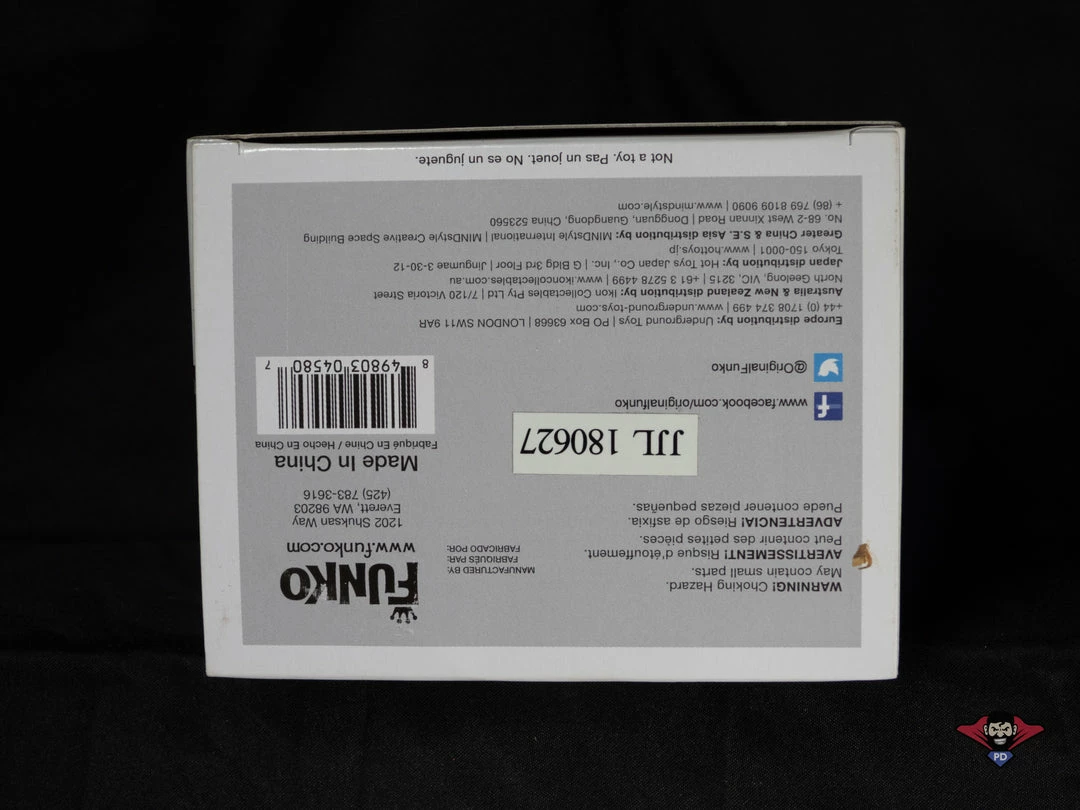 FUNKO
www.funko.com
1202 Shuksan Way
Everett, WA 98203
(425) 783-3616
Made In China
Fabriqué En Chine / Hecho En China
8 49803 04580 7
MANUFACTURED BY:
FABRIQUÉS PAR:
FABRICADO POR:
WARNING! Choking Hazard.
May contain small parts.
AVERTISSEMENT! Risque d'étouffement.
Peut contenir des petites pièces.
ADVERTENCIA! Riesgo de asfixia.
Puede contener piezas pequeñas.
JJL 180627
www.facebook.com/originalfunko
@OriginalFunko
Europe distribution by: Underground Toys | PO Box 63668 | LONDON SW11 9AR
+44 (0) 1708 374 499 | www.underground-toys.com
Australia & New Zealand distribution by: Ikon Collectables Pty Ltd | 7/120 Victoria Street
North Geelong, VIC, 3215 | +61 3 5278 4499 | www.ikoncollectables.com.au
Japan distribution by: Hot Toys Japan Co., Inc. | G Bldg 3rd Floor | Jingumae 3-30-12
Tokyo 150-0001 | www.hottoys.jp
Greater China & S.E. Asia distribution by: MINDstyle International | MINDstyle Creative Space Building
No. 68-2 West Xinnan Road | Dongguan, Guangdong, China 523560
+ (86) 769 8109 9090 | www.mindstyle.com
Not a toy. Pas un jouet. No es un juguete.
PD